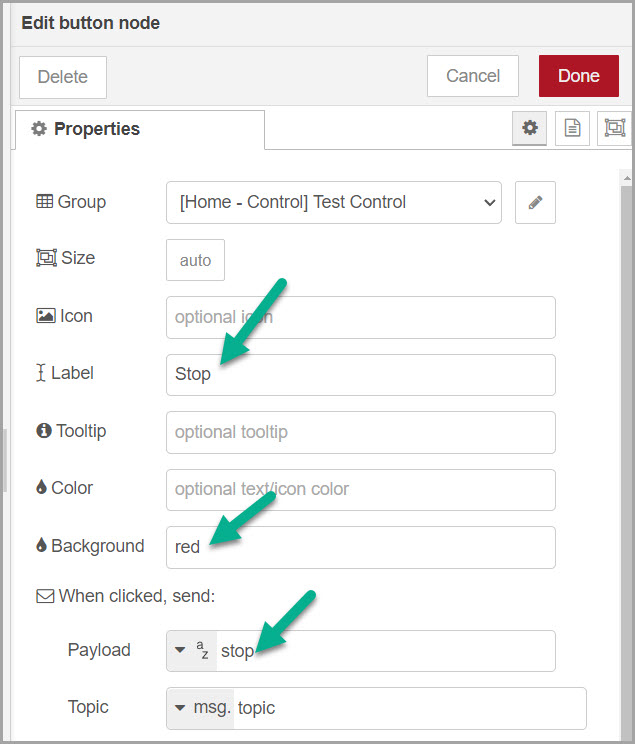 Edit button node
Delete Cancel Done
Properties
Group [Home - Control] Test Control
Size auto
Icon optional icon
Label Stop
Tooltip optional tooltip
Color optional text/icon color
Background red
When clicked, send:
Payload a z stop
Topic msg. topic